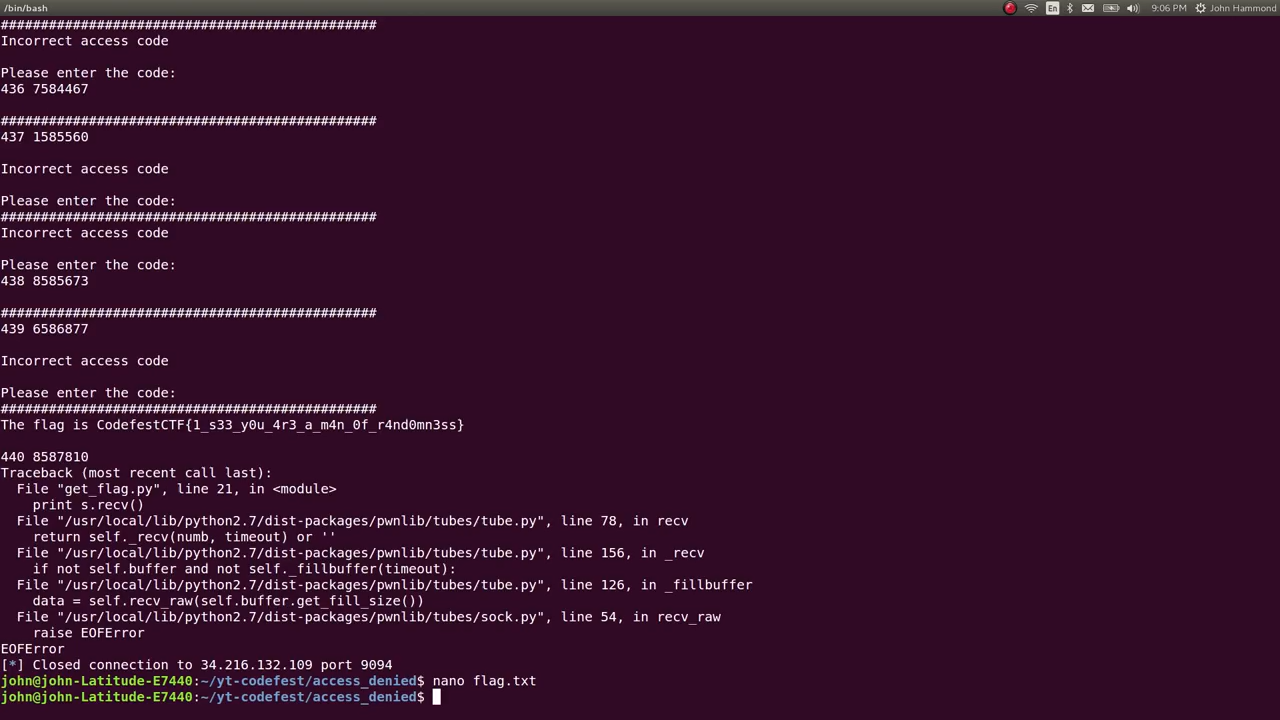 /bin/bash
En
9:06 PM
John Hammond
###############################################
Incorrect access code
Please enter the code:
436 7584467
###############################################
437 1585560
Incorrect access code
Please enter the code:
###############################################
Incorrect access code
Please enter the code:
438 8585673
###############################################
439 6586877
Incorrect access code
Please enter the code:
###############################################
The flag is CodefestCTF{1_s33_y0u_4r3_a_m4n_0f_r4nd0mn3ss}
440 8587810
Traceback (most recent call last):
File "get_flag.py", line 21, in <module>
print s.recv()
File "/usr/local/lib/python2.7/dist-packages/pwnlib/tubes/tube.py", line 78, in recv
return self._recv(numb, timeout) or ''
File "/usr/local/lib/python2.7/dist-packages/pwnlib/tubes/tube.py", line 156, in _recv
if not self.buffer and not self._fillbuffer(timeout):
File "/usr/local/lib/python2.7/dist-packages/pwnlib/tubes/tube.py", line 126, in _fillbuffer
data = self.recv_raw(self.buffer.get_fill_size())
File "/usr/local/lib/python2.7/dist-packages/pwnlib/tubes/sock.py", line 54, in recv_raw
raise EOFError
EOFError
[*] Closed connection to 34.216.132.109 port 9094
john@john-Latitude-E7440:~/yt-codefest/access_denied$ nano flag.txt
john@john-Latitude-E7440:~/yt-codefest/access_denied$